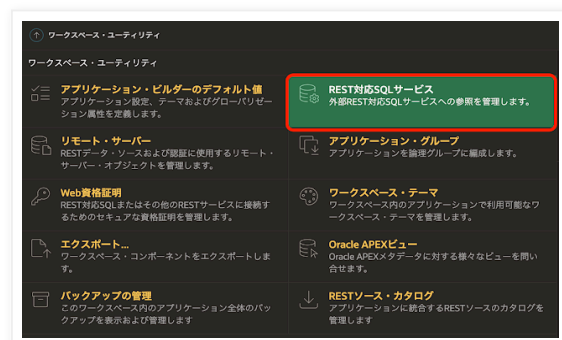 ワークスペース・ユーティリティ
ワークスペース・ユーティリティ
アプリケーション・ビルダーのデフォルト値
アプリケーション設定、テーマおよびグローバリゼー
ション属性を定義します。
REST対応SQLサービス
外部REST対応SQLサービスへの参照を管理します。
リモート・サーバー
RESTデータ・ソースおよび認証に使用するリモート・
サーバー・オブジェクトを管理します。
アプリケーション・グループ
アプリケーションを論理グループに編成します。
Web資格証明
REST対応SQLまたはその他のRESTサービスに接続す
るためのセキュアな資格証明を管理します。
ワークスペース・テーマ
ワークスペース内のアプリケーションで利用可能なワ
ークスペース・テーマを管理します。
エクスポート...
ワークスペース・コンポーネントをエクスポートしま
す。
Oracle APEXビュー
Oracle APEXメタデータに対する様々なビューを問い
合せます。
バックアップの管理
このワークスペース内のアプリケーション全体のバッ
クアップを表示および管理します
RESTソース・カタログ
アプリケーションに統合するRESTソースのカタログを
管理します